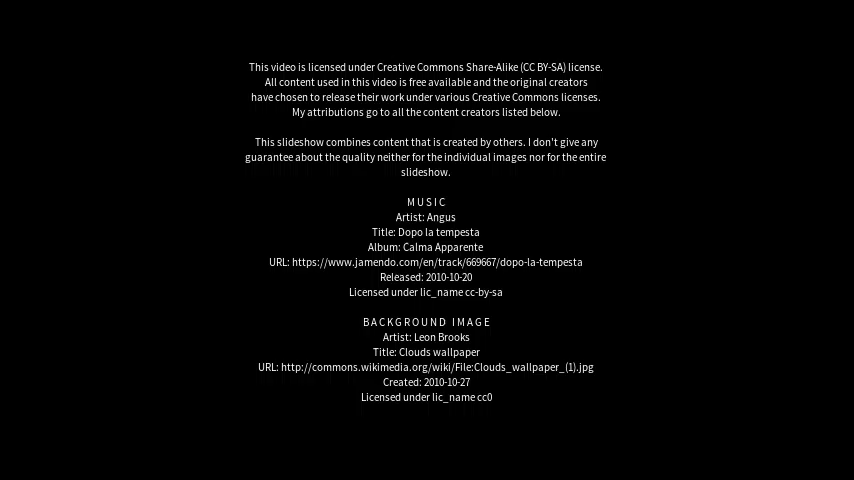 This video is licensed under Creative Commons Share-Alike (CC BY-SA) license.
All content used in this video is free available and the original creators
have chosen to release their work under various Creative Commons licenses.
My attributions go to all the content creators listed below.
This slideshow combines content that is created by others. I don't give any
guarantee about the quality neither for the individual images nor for the entire
slideshow.
MUSIC
Artist: Angus
Title: Dopo la tempesta
Album: Calma Apparente
URL: https://www.jamendo.com/en/track/669667/dopo-la-tempesta
Released: 2010-10-20
Licensed under lic_name cc-by-sa
BACKGROUND IMAGE
Artist: Leon Brooks
Title: Clouds wallpaper
URL: http://commons.wikimedia.org/wiki/File:Clouds_wallpaper_(1).jpg
Created: 2010-10-27
Licensed under lic_name cc0